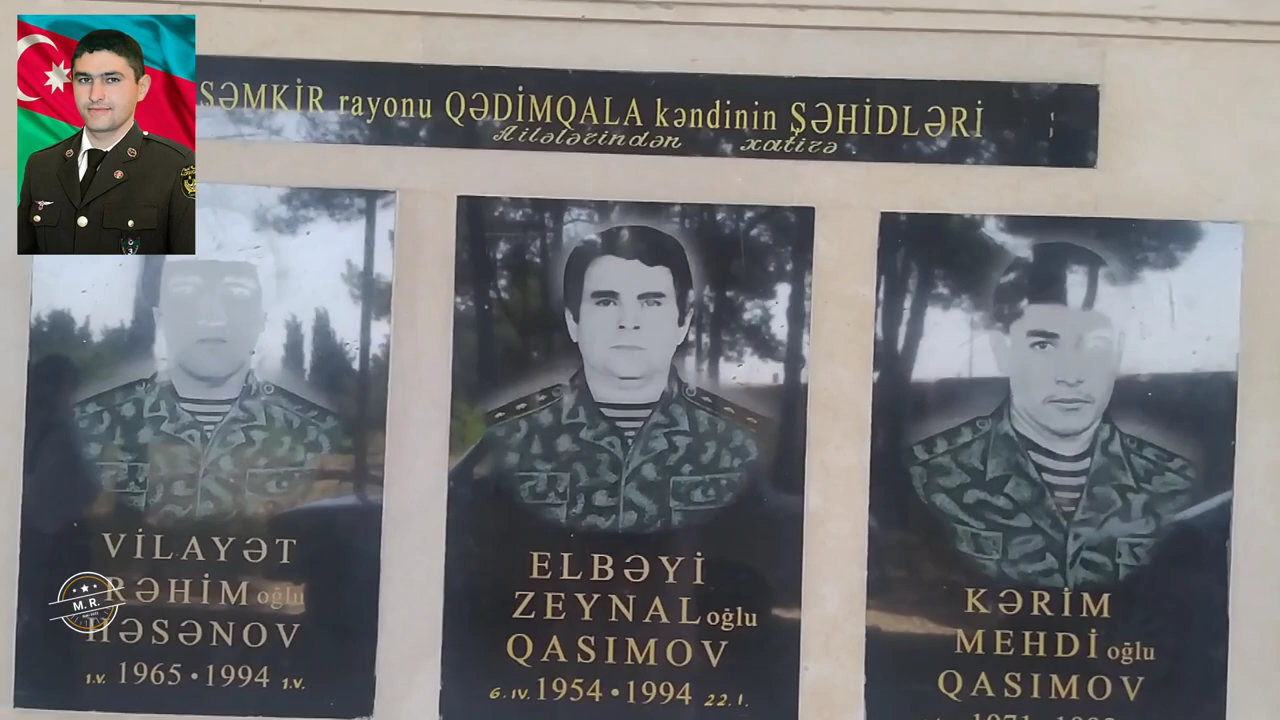 ŞƏMKİR rayonu QƏDİMQALA kəndinin ŞƏHİDLƏRİ
Ailələrindən xatirə
VİLAYƏT
RƏHİM oğlu
HƏSƏNOV
1.V. 1965 • 1994 1.V.
ELBƏYİ
ZEYNAL oğlu
QASIMOV
6.IV. 1954 • 1994 22.I.
KƏRİM
MEHDİ oğlu
QASIMOV
M.R.